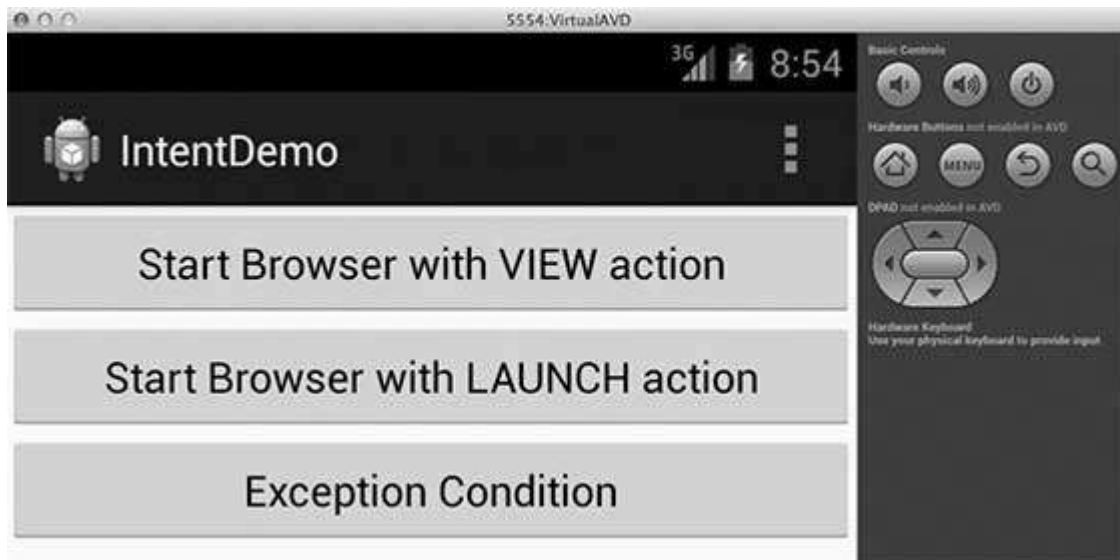 5554:VirtualAVD
3G 8:54
IntentDemo
Start Browser with VIEW action
Start Browser with LAUNCH action
Exception Condition
Basic Controls
Hardware Buttons not enabled in AVD
MENU
DPAD not enabled in AVD
Hardware Keyboard
Use your physical keyboard to provide input